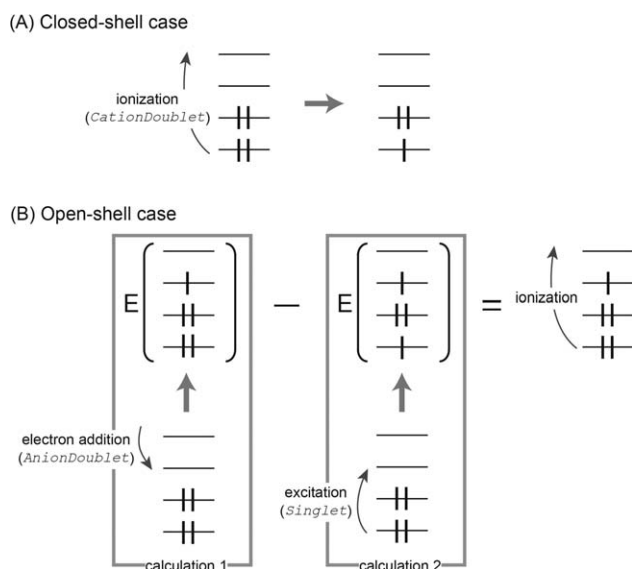 (A) Closed-shell case
ionization
(CationDoublet)
(B) Open-shell case
E
E
ionization
electron addition
(AnionDoublet)
excitation
(Singlet)
calculation 1
calculation 2